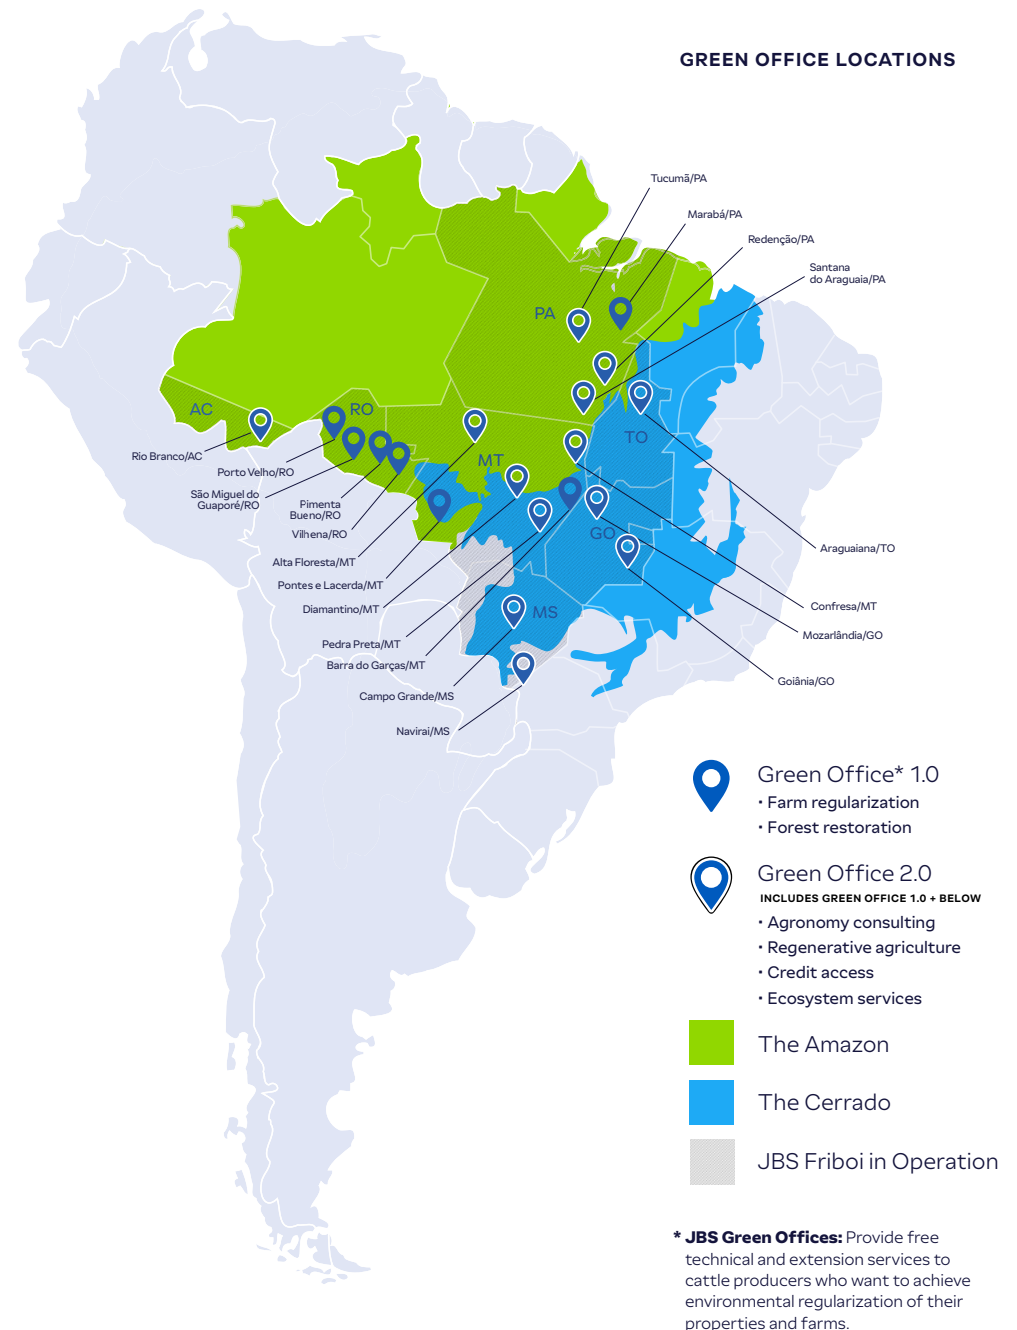 GREEN OFFICE LOCATIONS
Tucumã/PA
Marabá/PA
Redenção/PA
Santana
do Araguaia/PA
PA
AC
RO
MT
TO
GO
MS
Rio Branco/AC
Porto Velho/RO
São Miguel do
Guaporé/RO
Pimenta
Bueno/RO
Vilhena/RO
Alta Floresta/MT
Pontes e Lacerda/MT
Diamantino/MT
Pedra Preta/MT
Barra do Garças/MT
Campo Grande/MS
Naviraí/MS
Araguaiana/TO
Confresa/MT
Mozarlândia/GO
Goiânia/GO
Green Office* 1.0
• Farm regularization
• Forest restoration
Green Office 2.0
INCLUDES GREEN OFFICE 1.0 + BELOW
• Agronomy consulting
• Regenerative agriculture
• Credit access
• Ecosystem services
The Amazon
The Cerrado
JBS Friboi in Operation
* JBS Green Offices: Provide free
technical and extension services to
cattle producers who want to achieve
environmental regularization of their
properties and farms.